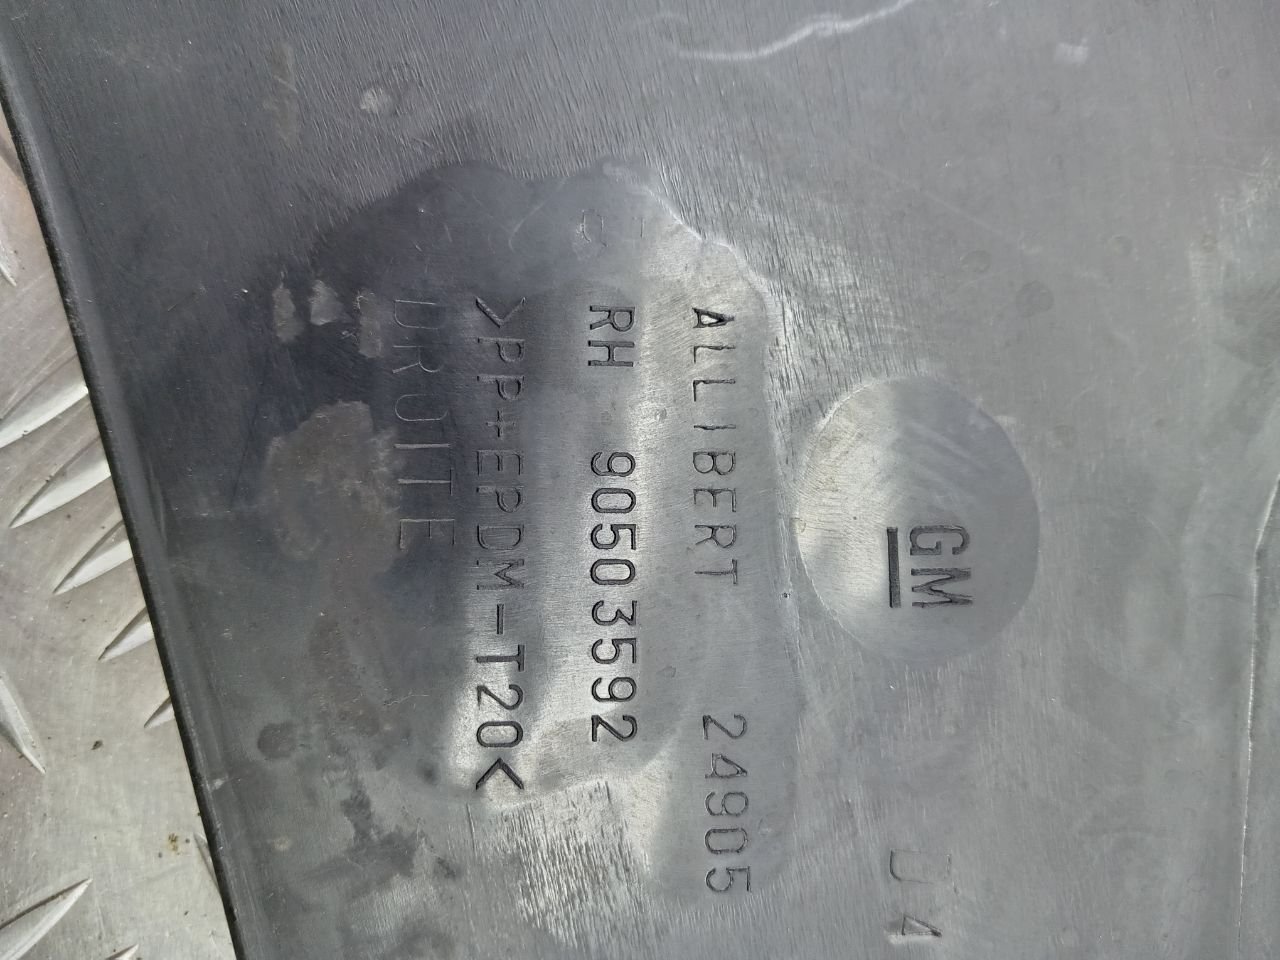 GM
ALLIBERT 24905
RH 90503592
>PP+EPDM-T20<
DROITE